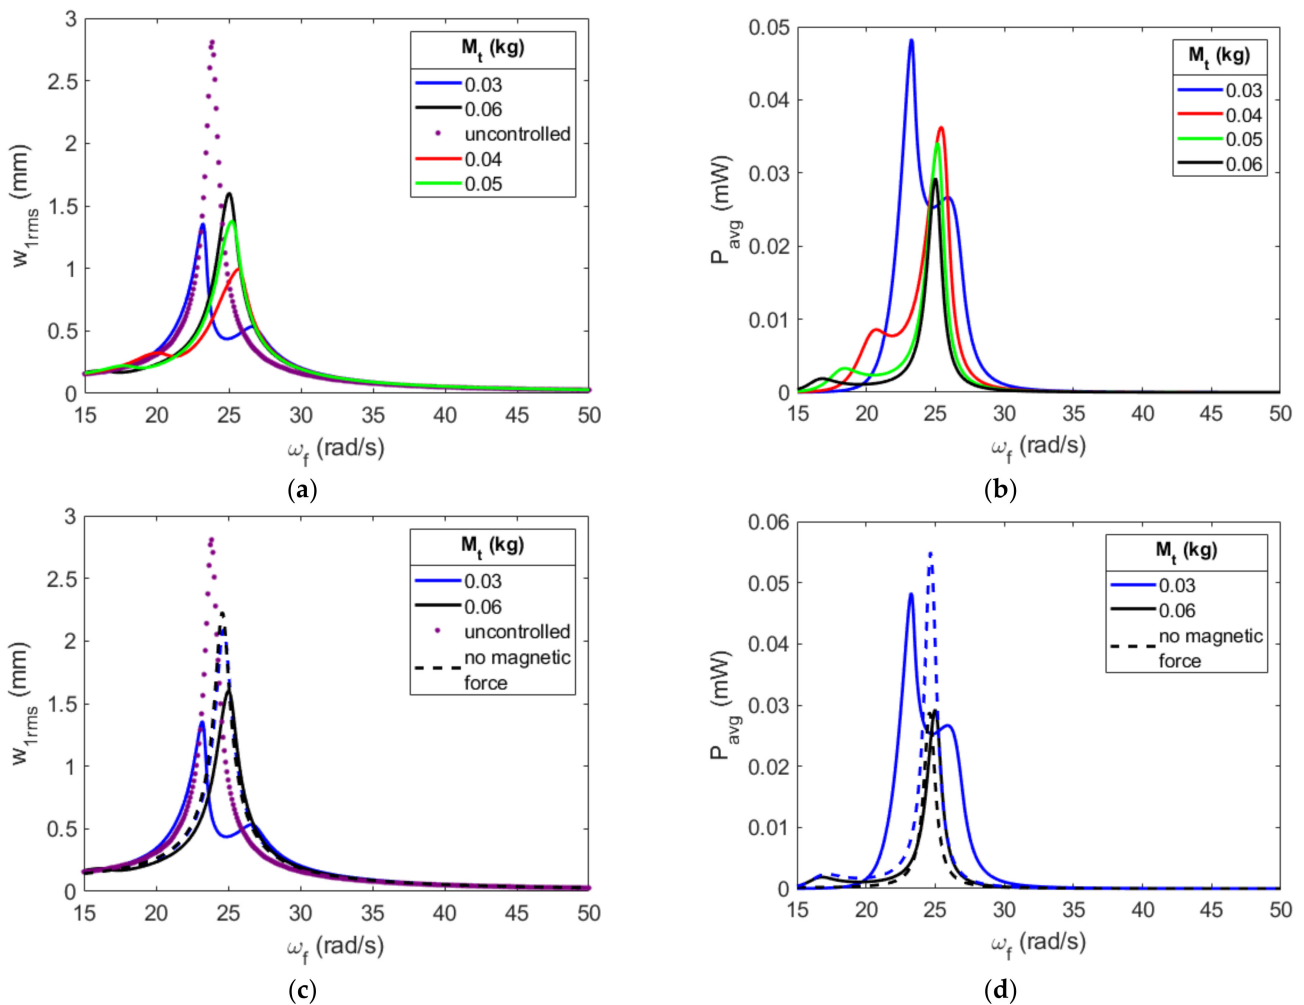 3
2.5
2
1.5
1
0.5
0
w1rms (mm)
Mt (kg)
0.03
0.06
uncontrolled
0.04
0.05
15 20 25 30 35 40 45 50
ωf (rad/s)
(a)
0.05
0.04
0.03
0.02
0.01
0
Pavg (mW)
Mt (kg)
0.03
0.04
0.05
0.06
15 20 25 30 35 40 45 50
ωf (rad/s)
(b)
3
2.5
2
1.5
1
0.5
0
w1rms (mm)
Mt (kg)
0.03
0.06
uncontrolled
no magnetic
force
15 20 25 30 35 40 45 50
ωf (rad/s)
(c)
0.06
0.05
0.04
0.03
0.02
0.01
0
Pavg (mW)
Mt (kg)
0.03
0.06
no magnetic
force
15 20 25 30 35 40 45 50
ωf (rad/s)
(d)